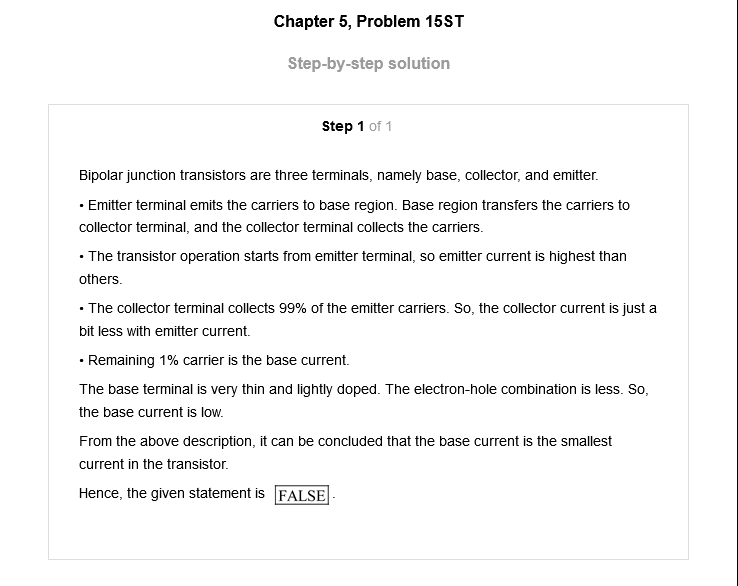 Chapter 5, Problem 15ST
Step-by-step solution
Step 1 of 1
Bipolar junction transistors are three terminals, namely base, collector, and emitter.
• Emitter terminal emits the carriers to base region. Base region transfers the carriers to
collector terminal, and the collector terminal collects the carriers.
• The transistor operation starts from emitter terminal, so emitter current is highest than
others.
• The collector terminal collects 99% of the emitter carriers. So, the collector current is just a
bit less with emitter current.
• Remaining 1% carrier is the base current.
The base terminal is very thin and lightly doped. The electron-hole combination is less. So,
the base current is low.
From the above description, it can be concluded that the base current is the smallest
current in the transistor.
Hence, the given statement is FALSE.